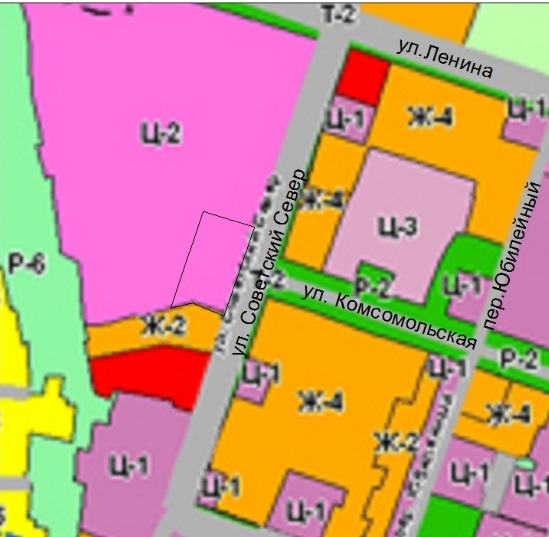 Т-2
ул.Ленина
Ц-1
Ц-1
Ж-4
Ц-2
Ж-4
Ц-3
ул. Советский Север
пер.Юбилейный
Р-6
Р-2
Ц-1
ул. Комсомольская
Ж-2
Р-2
Ц-1
Ц-1
Ж-4
Ж-4
Ж-2
Ц-1
Ц-1
Ц-1
Ц-1
Ц-1